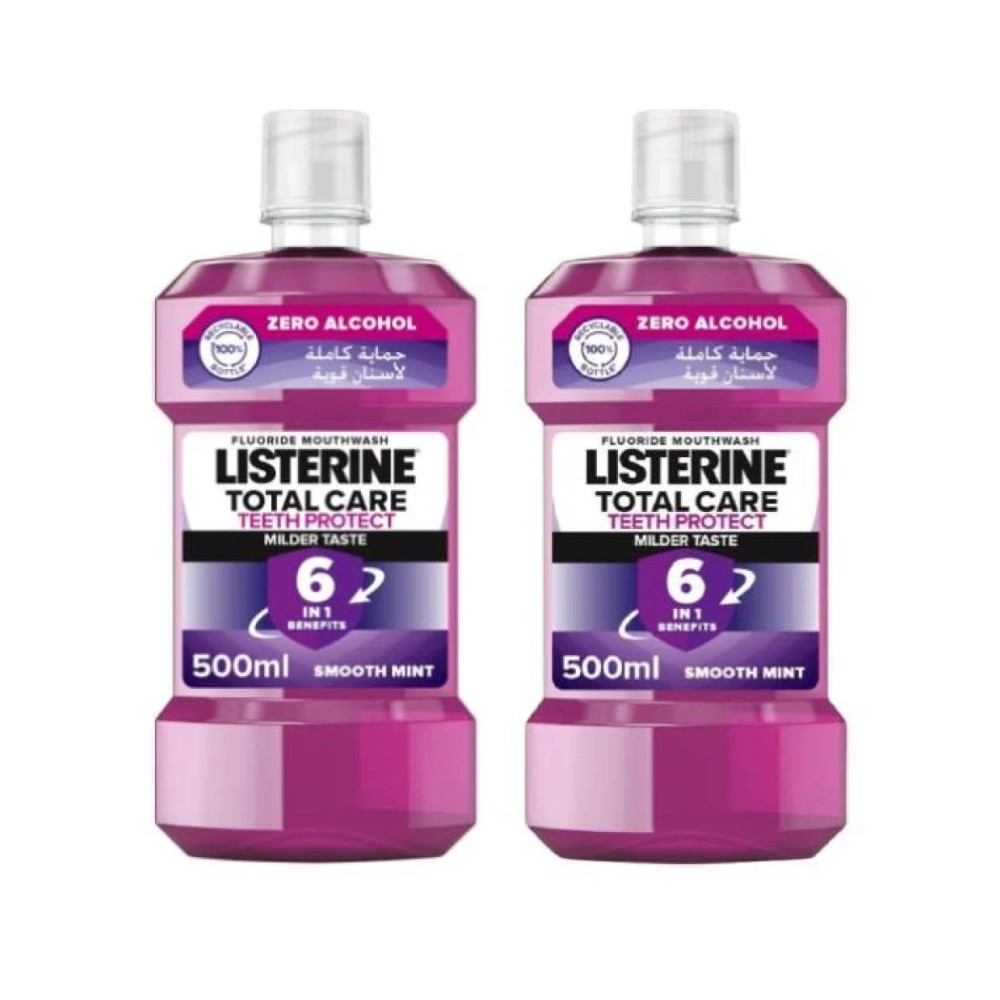 ZERO ALCOHOL
RECYCLABLE
100%
BOTTLE*
حماية كاملة
لأسنان قوية
FLUORIDE MOUTHWASH
LISTERINE
TOTAL CARE
TEETH PROTECT
MILDER TASTE
6
IN 1
BENEFITS
500ml SMOOTH MINT
ZERO ALCOHOL
RECYCLABLE
100%
BOTTLE*
حماية كاملة
لأسنان قوية
FLUORIDE MOUTHWASH
LISTERINE
TOTAL CARE
TEETH PROTECT
MILDER TASTE
6
IN 1
BENEFITS
500ml SMOOTH MINT